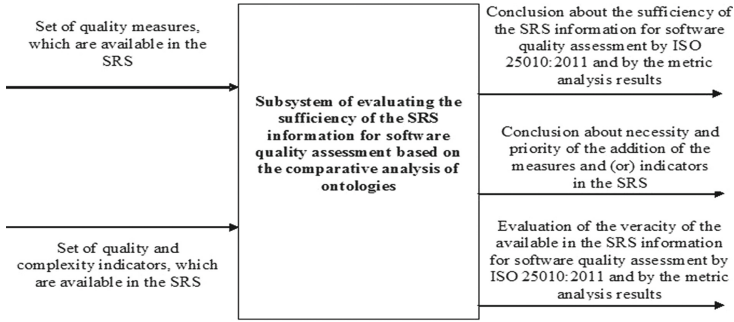 Set of quality measures,
which are available in the
SRS
Set of quality and
complexity indicators, which
are available in the SRS
Subsystem of evaluating the
sufficiency of the SRS
information for software
quality assessment based on
the comparative analysis of
ontologies
Conclusion about the sufficiency of
the SRS information for software
quality assessment by ISO
25010:2011 and by the metric
analysis results
Conclusion about necessity and
priority of the addition of the
measures and (or) indicators
in the SRS
Evaluation of the veracity of the
available in the SRS information
for software quality assessment by
ISO 25010:2011 and by the metric
analysis results